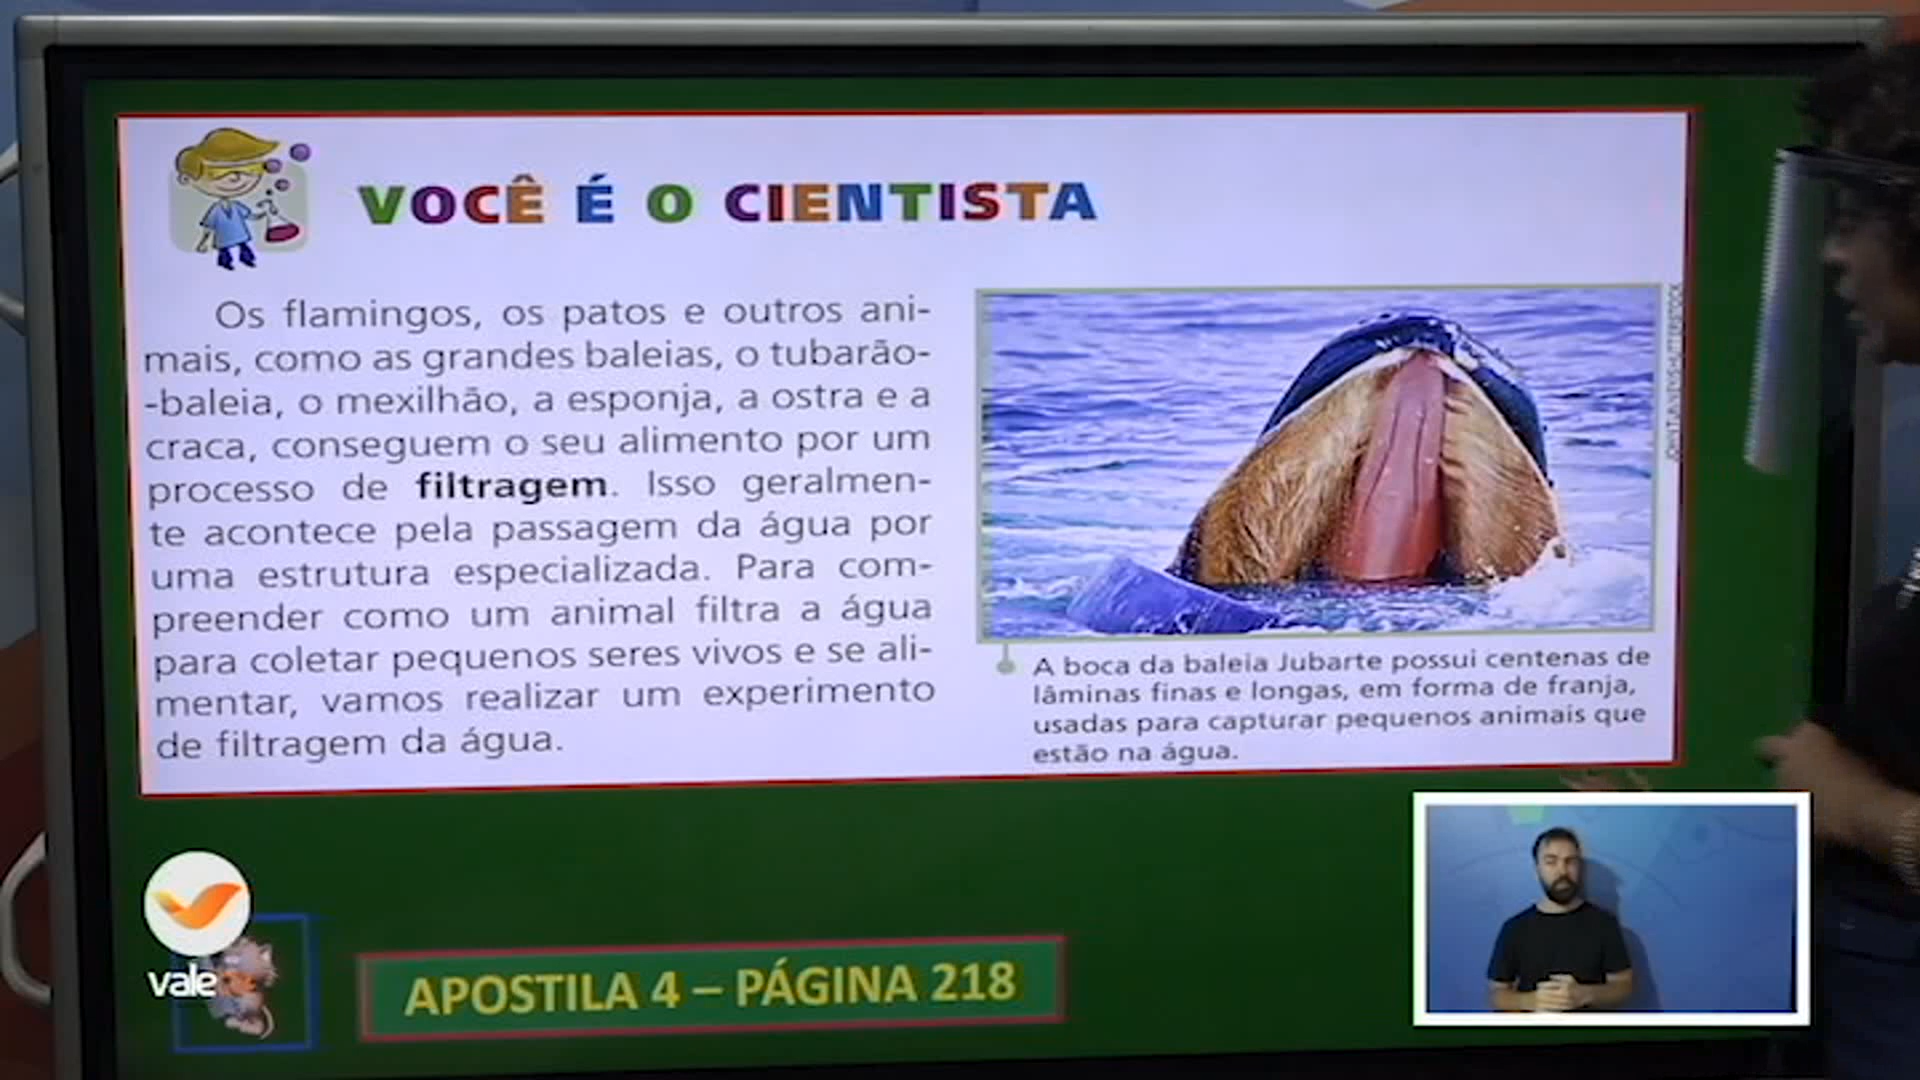 VOCÊ É O CIENTISTA
Os flamingos, os patos e outros ani-
mais, como as grandes baleias, o tubarão-
-baleia, o mexilhão, a esponja, a ostra e a
craca, conseguem o seu alimento por um
processo de filtragem. Isso geralmen-
te acontece pela passagem da água por
uma estrutura especializada. Para com-
preender como um animal filtra a água
para coletar pequenos seres vivos e se ali-
mentar, vamos realizar um experimento
de filtragem da água.
A boca da baleia Jubarte possui centenas de
lâminas finas e longas, em forma de franja,
usadas para capturar pequenos animais que
estão na água.
vale
APOSTILA 4 – PÁGINA 218